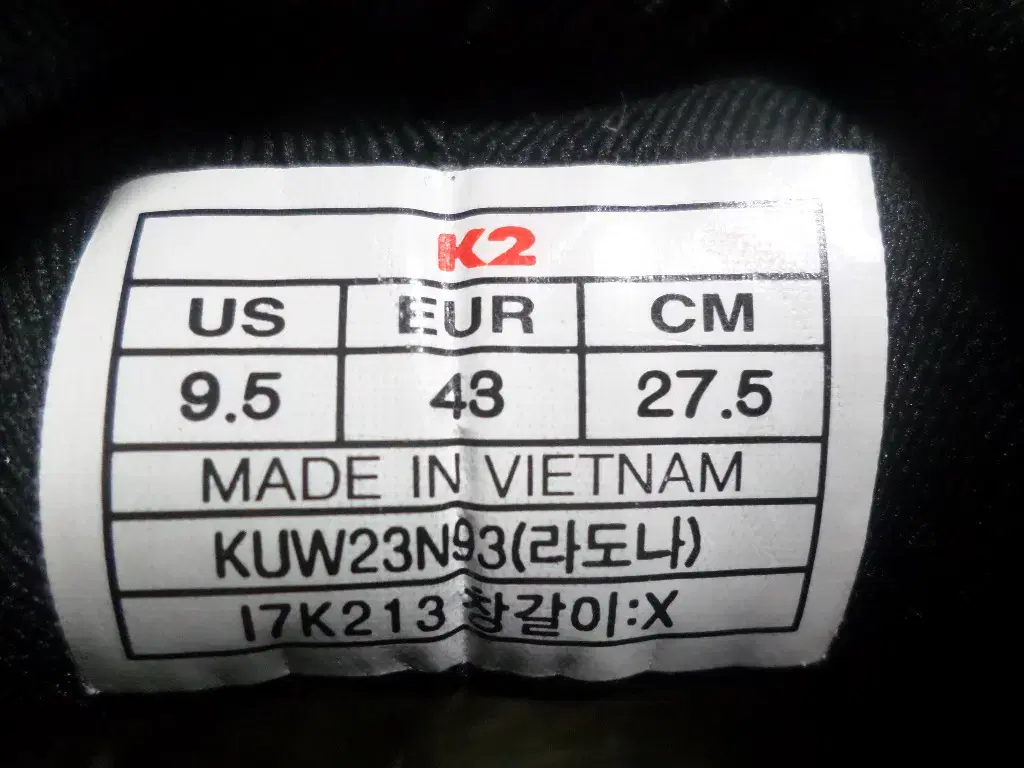 K2
US EUR CM
9.5 43 27.5
MADE IN VIETNAM
KUW23N93(라도나)
17K213 창갈이:X